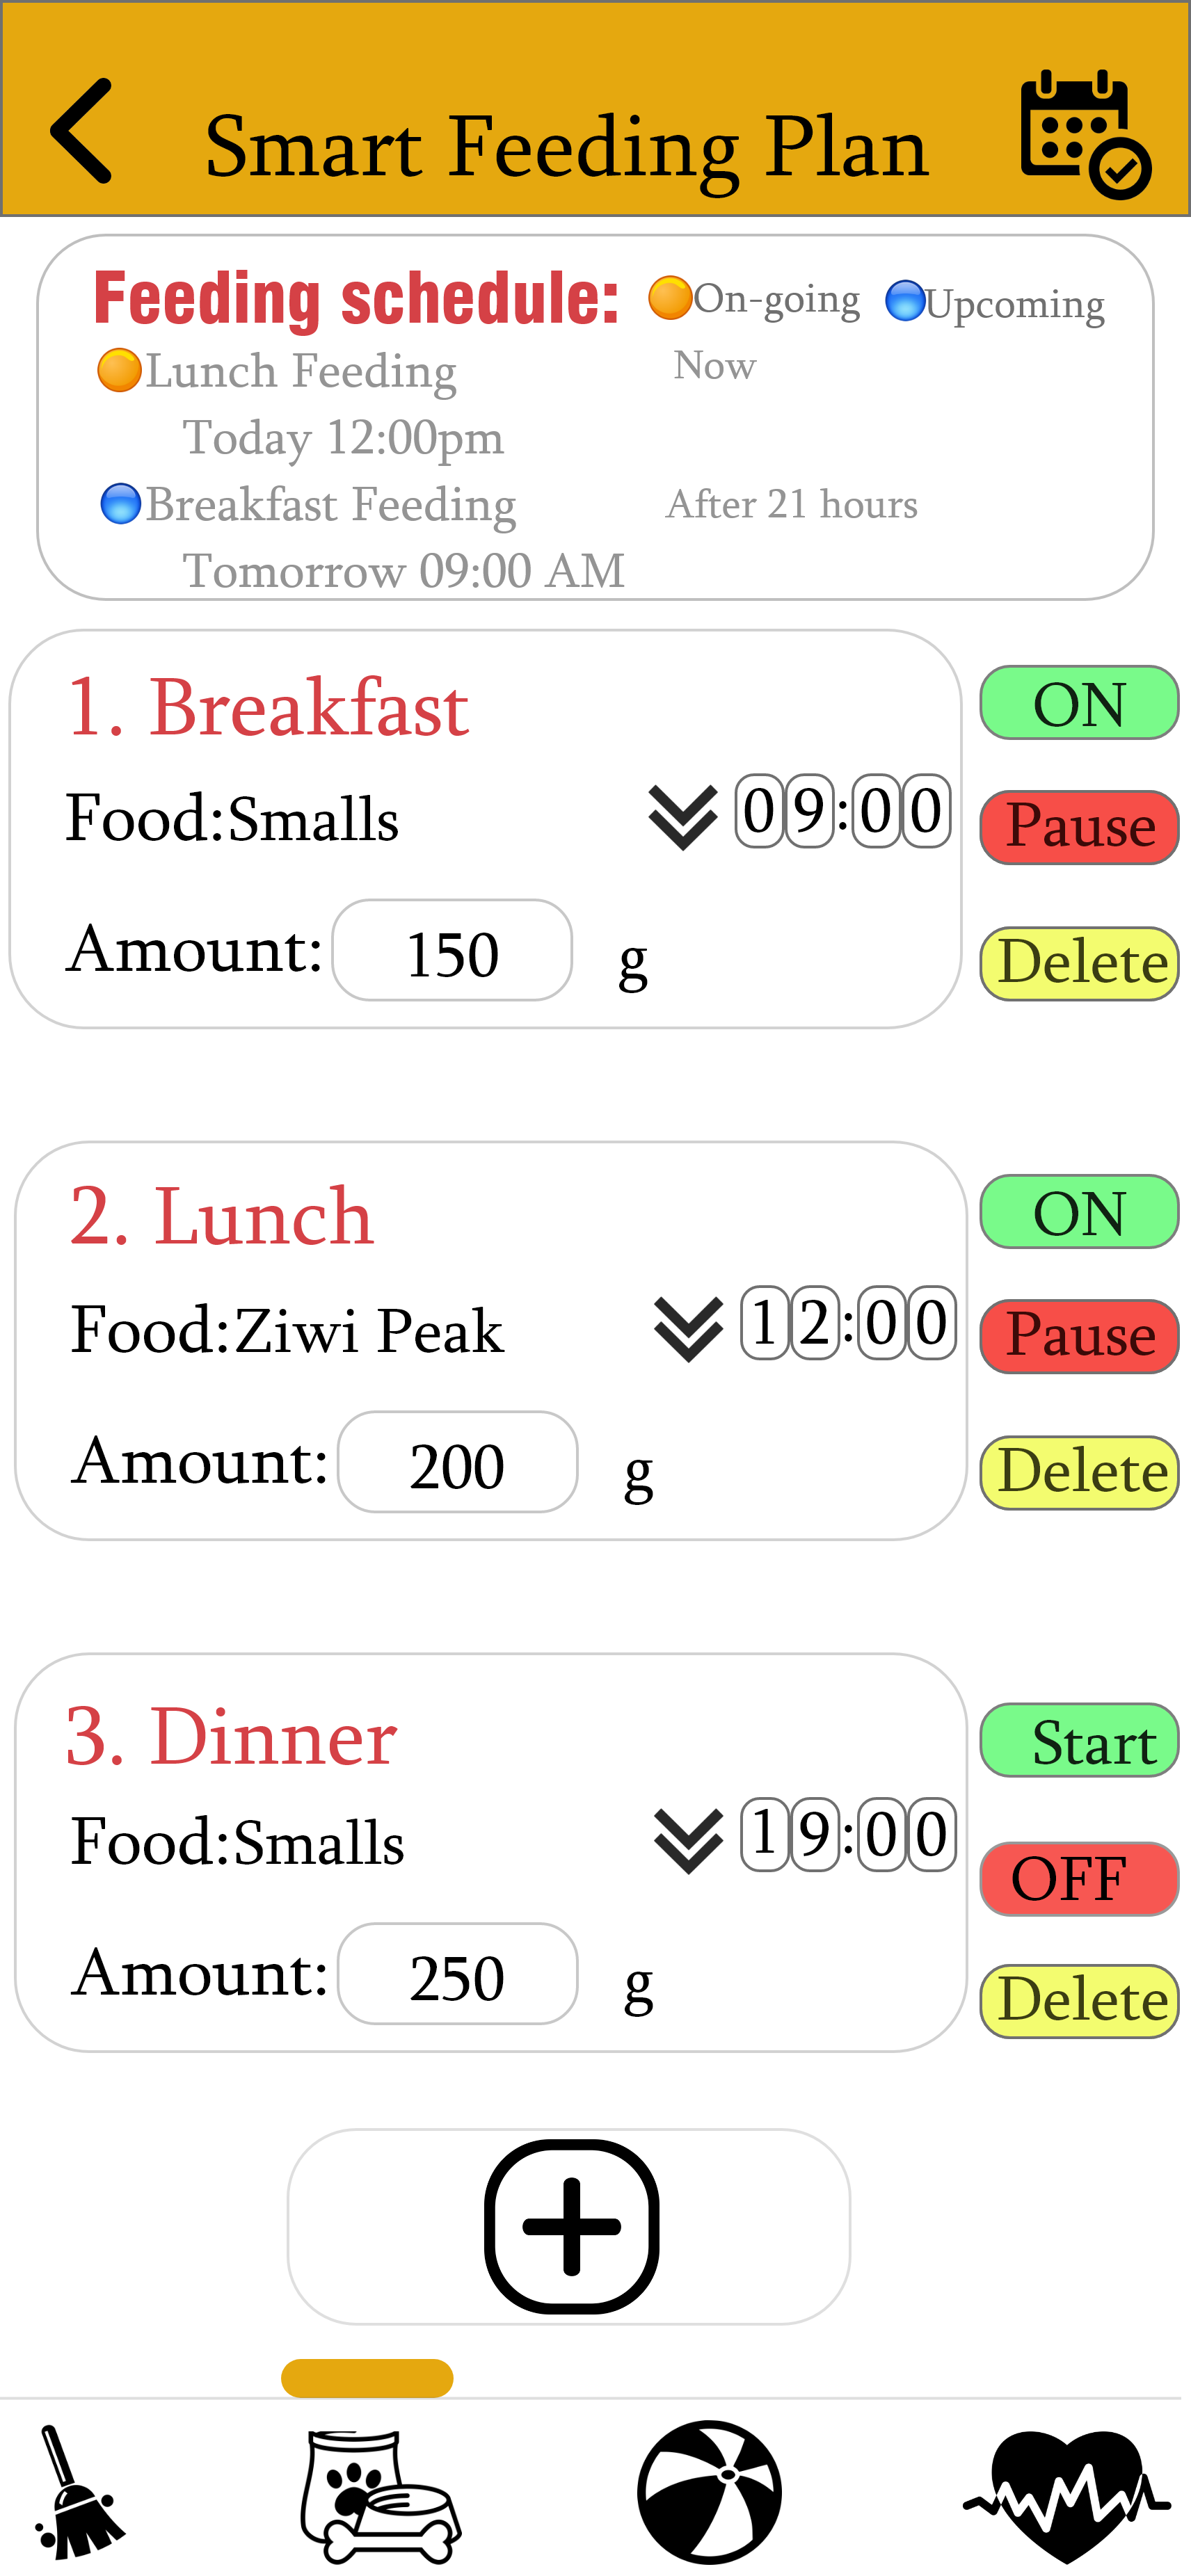 Smart Feeding Plan
Feeding schedule: On-going Upcoming
Lunch Feeding Now
Today 12:00pm
Breakfast Feeding After 21 hours
Tomorrow 09:00 AM
1. Breakfast
ON
Food:Smalls 09:00
Pause
Amount: 150 g
Delete
2. Lunch
ON
Food:Ziwi Peak 12:00
Pause
Amount: 200 g
Delete
3. Dinner
Start
Food:Smalls 19:00
OFF
Amount: 250 g
Delete